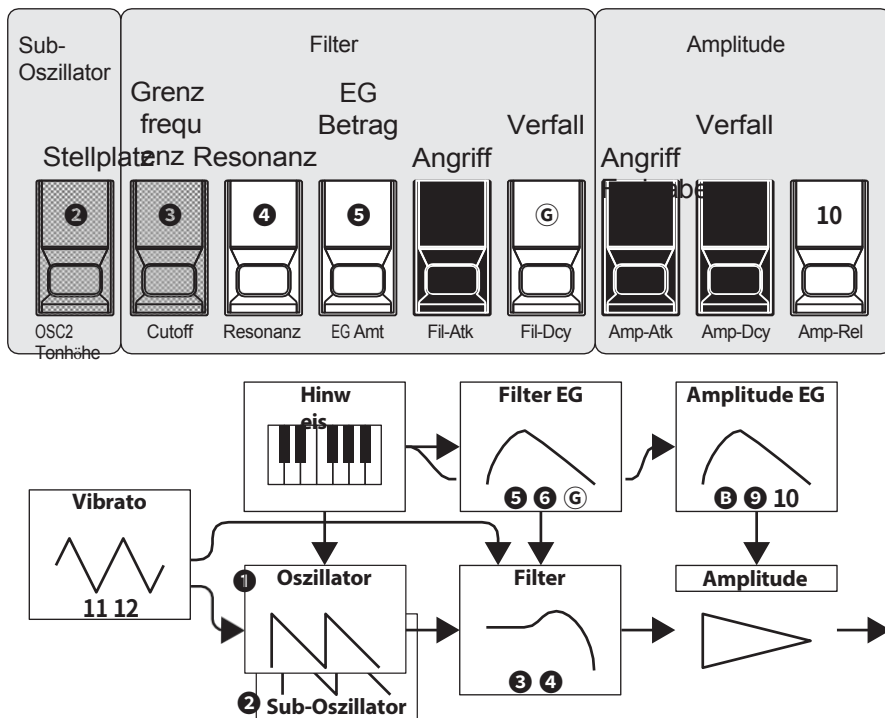 Sub-
Oszillator
Filter
Amplitude
Grenz
frequ
enz
EG
Betrag
Stellplatz
Resonanz
Angriff
Verfall
Angriff
Verfall
❷
❸
❹
❺
Ⓖ
10
OSC2
Tonhöhe
Cutoff
Resonanz
EG Amt
Fil-Atk
Fil-Dcy
Amp-Atk
Amp-Dcy
Amp-Rel
Hinw
eis
Filter EG
❺ ❻ Ⓖ
Amplitude EG
B ❾ 10
Vibrato
11 12
❶ Oszillator
Filter
❸ ❹
Amplitude
❷ Sub-Oszillator